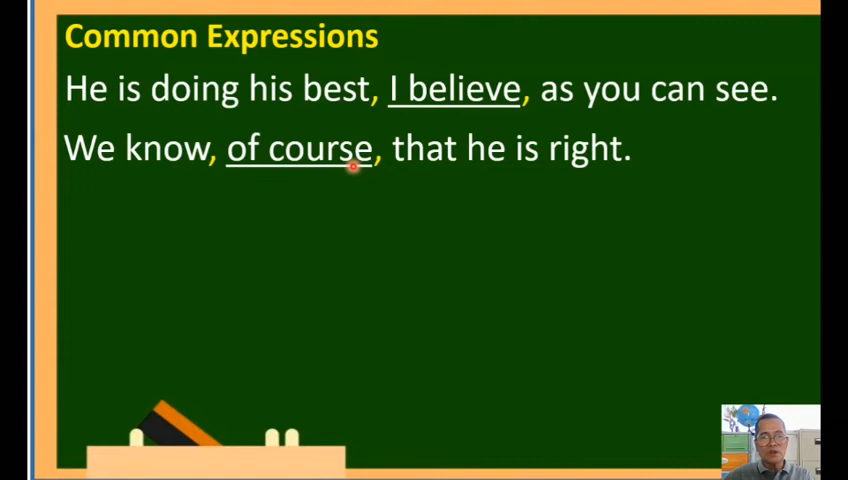 Common Expressions
He is doing his best, I believe, as you can see.
We know, of course, that he is right.